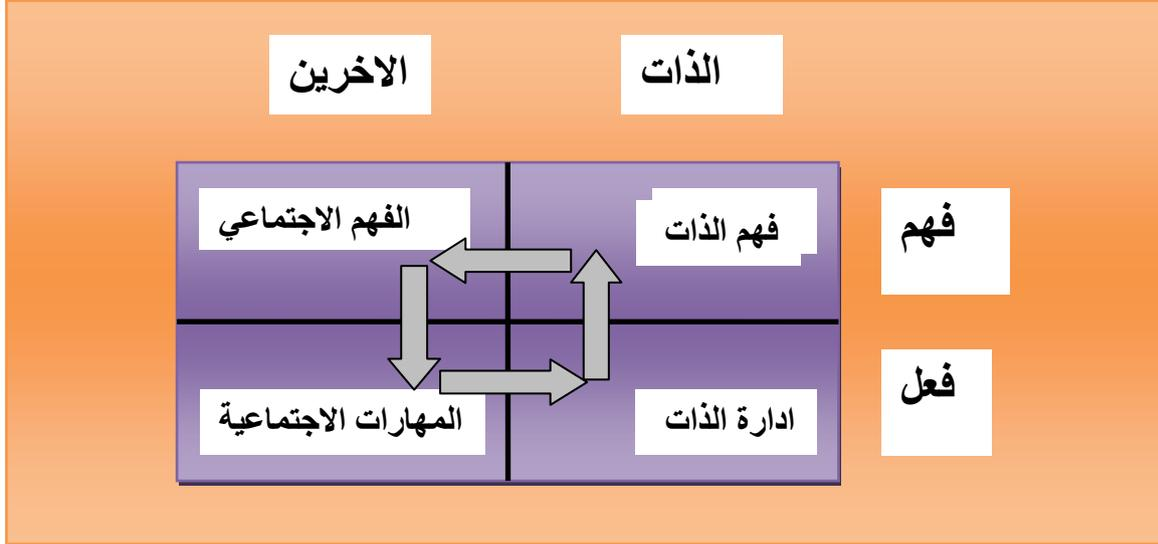 الذات
الاخرين
فهم
فهم الذات
الفهم الاجتماعي
فعل
ادارة الذات
المهارات الاجتماعية